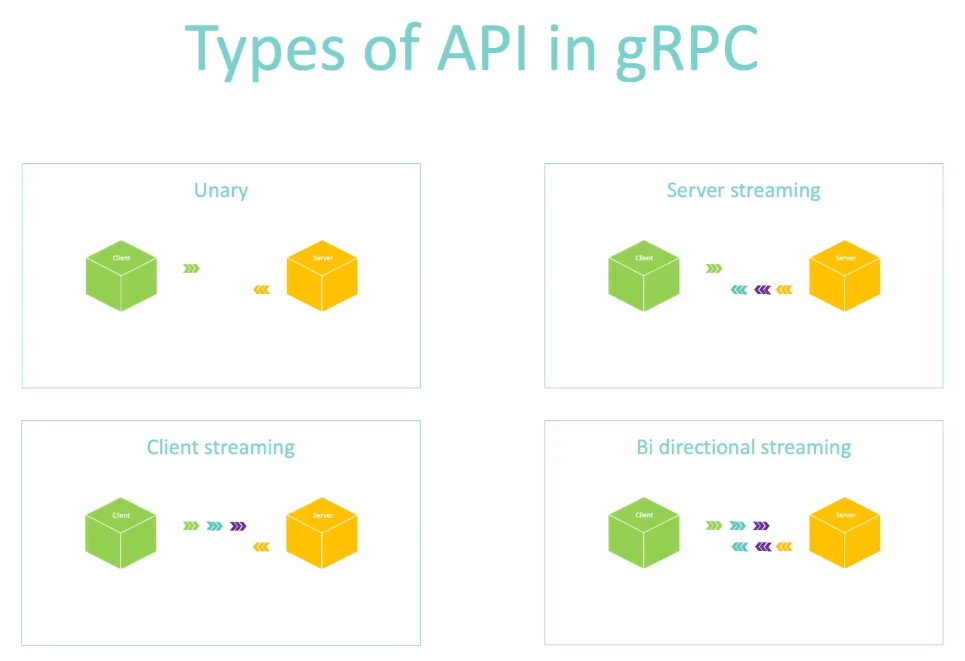 Types of API in gRPC
Unary
Client
Server
Server streaming
Client
Server
Client streaming
Client
Server
Bi directional streaming
Client
Server